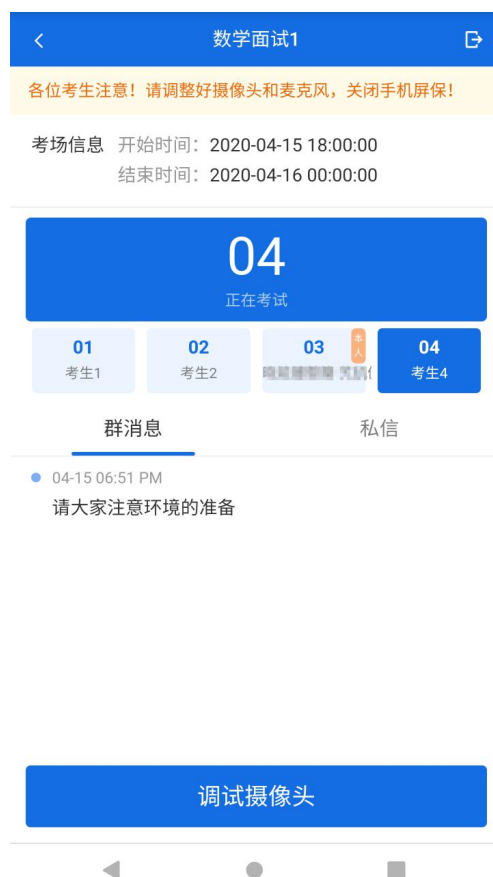 数学面试1
各位考生注意！请调整好摄像头和麦克风，关闭手机屏保！
考场信息 开始时间：2020-04-15 18:00:00
结束时间：2020-04-16 00:00:00
04
正在考试
01 02 03 本人 04
考生1 考生2 考生4
群消息 私信
04-15 06:51 PM
请大家注意环境的准备
调试摄像头